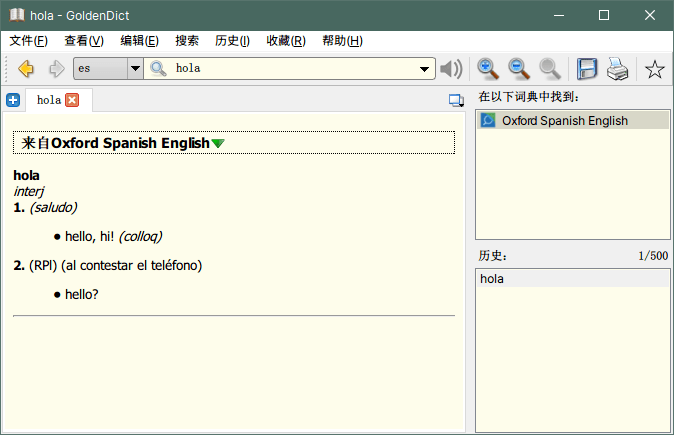 hola - GoldenDict
文件(F) 查看(V) 编辑(E) 搜索 历史(I) 收藏(R) 帮助(H)
es hola
hola
来自Oxford Spanish English
hola
interj
1. (saludo)
● hello, hi! (colloq)
2. (RPl) (al contestar el teléfono)
● hello?
在以下词典中找到：
Oxford Spanish English
历史： 1/500
hola